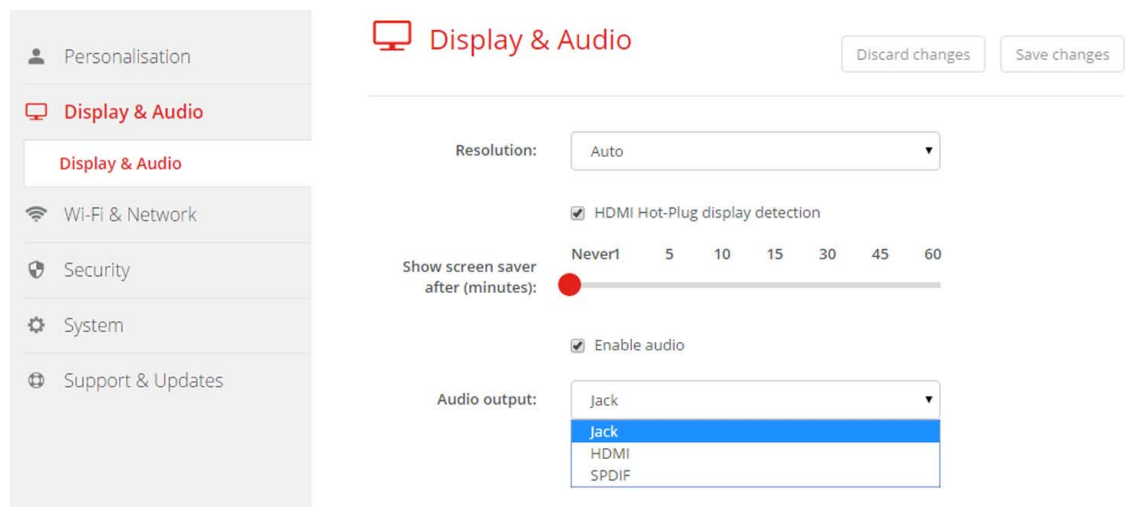 Personalisation
Display & Audio
Display & Audio
Wi-Fi & Network
Security
System
Support & Updates
Display & Audio
Discard changes
Save changes
Resolution:
Auto
HDMI Hot-Plug display detection
Show screen saver
after (minutes):
Never 1 5 10 15 30 45 60
Enable audio
Audio output:
Jack
Jack
HDMI
SPDIF